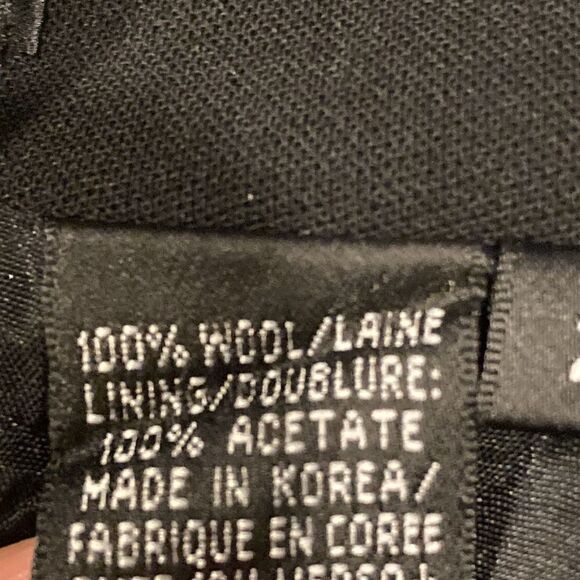 100% WOOL/LAINE
LINING/DOUBLURE:
100% ACETATE
MADE IN KOREA/
FABRIQUE EN COREE